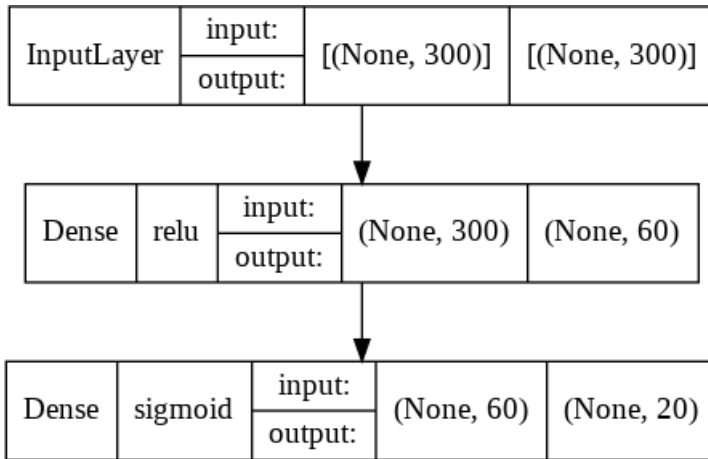 InputLayer input: output: [(None, 300)] [(None, 300)]
Dense relu input: output: (None, 300) (None, 60)
Dense sigmoid input: output: (None, 60) (None, 20)